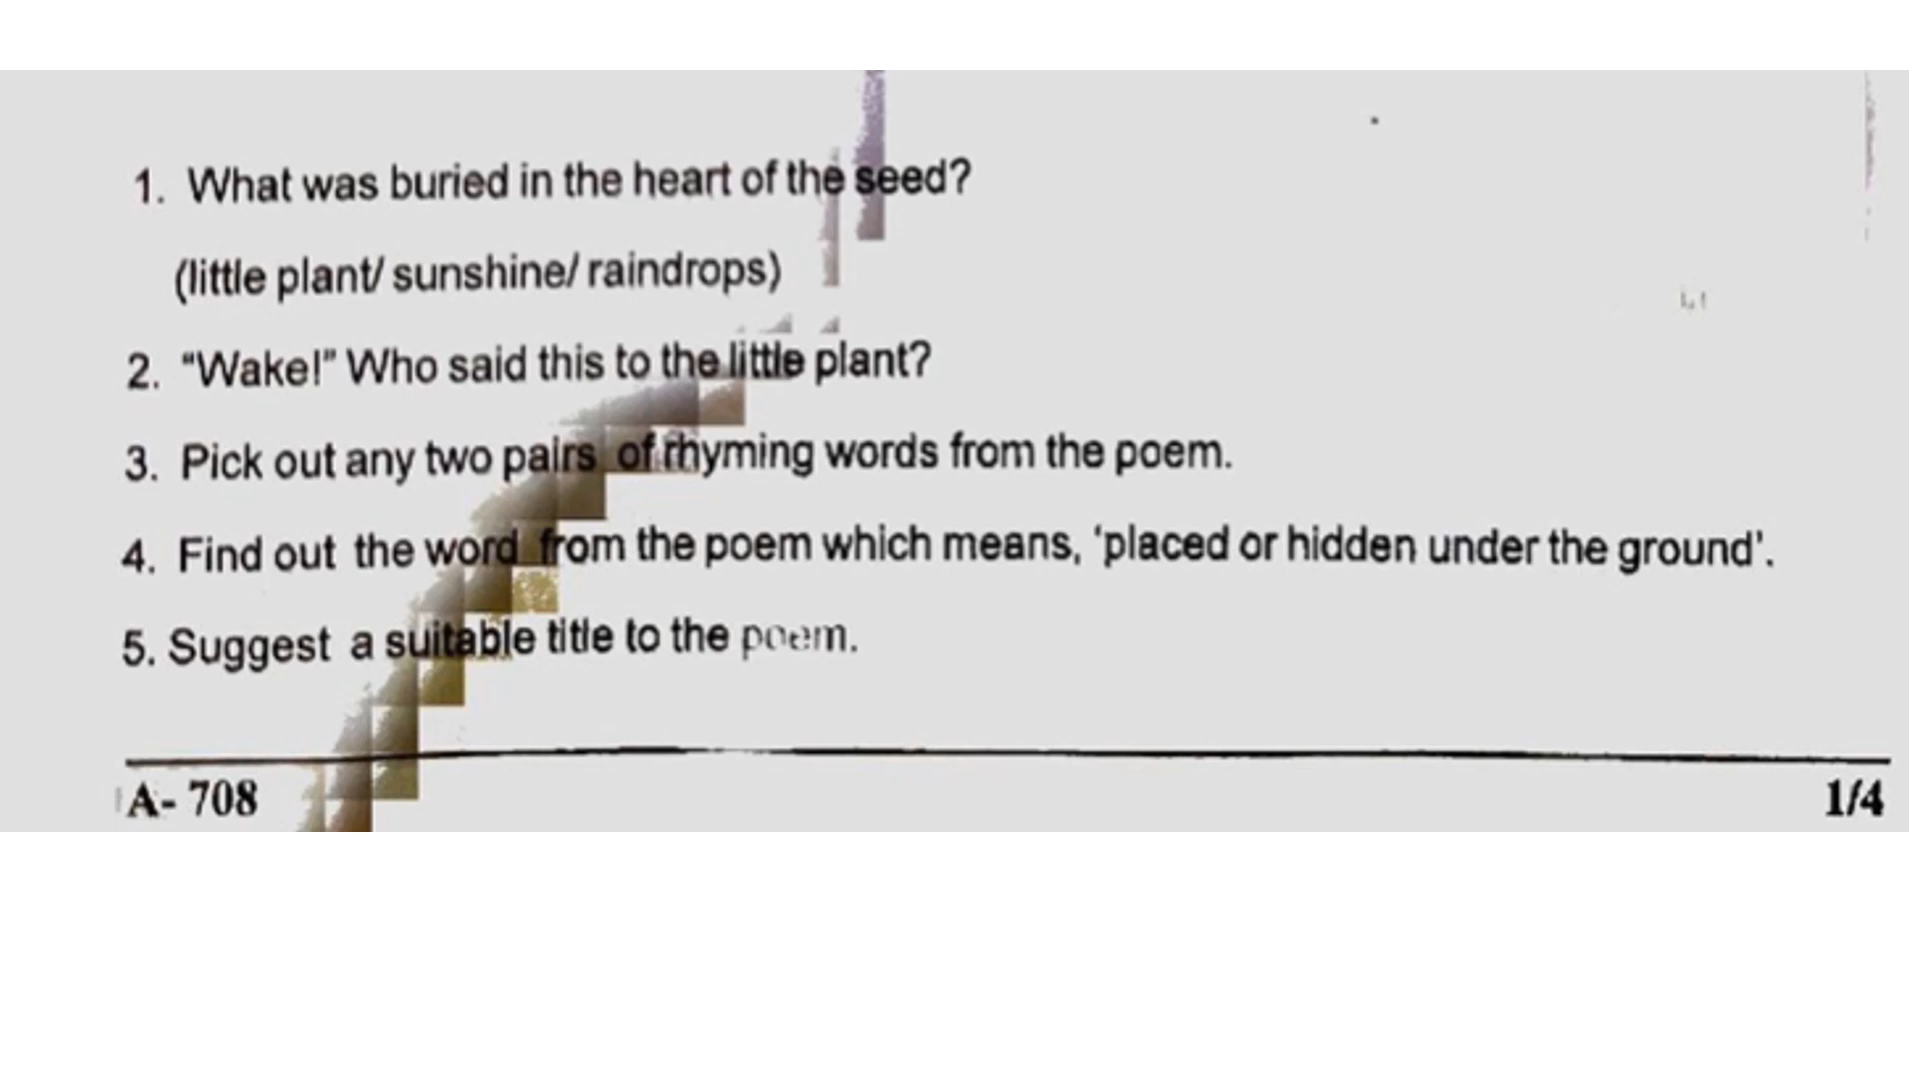 1. What was buried in the heart of the seed?
(little plant/ sunshine/ raindrops)
2. "Wake!" Who said this to the little plant?
3. Pick out any two pairs of rhyming words from the poem.
4. Find out the word from the poem which means, 'placed or hidden under the ground'.
5. Suggest a suitable title to the poem.
A- 708
1/4